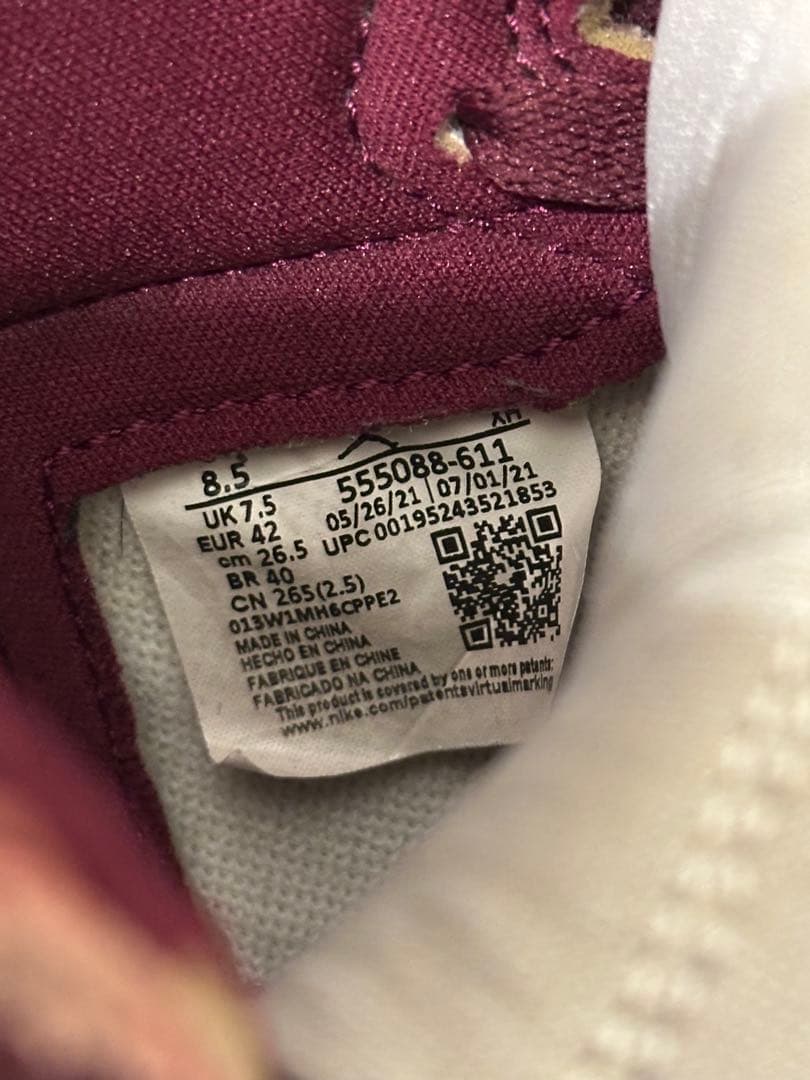 XH
8.5
555088-611
UK 7.5
05/26/21 | 07/01/21
EUR 42
UPC 00195243521853
cm 26.5
BR 40
CN 265(2.5)
013W1MH6CPPE2
MADE IN CHINA
HECHO EN CHINA
FABRIQUE EN CHINE
FABRICADO NA CHINA
This product is covered by one or more patents:
www.nike.com/patentsvirtualmarking